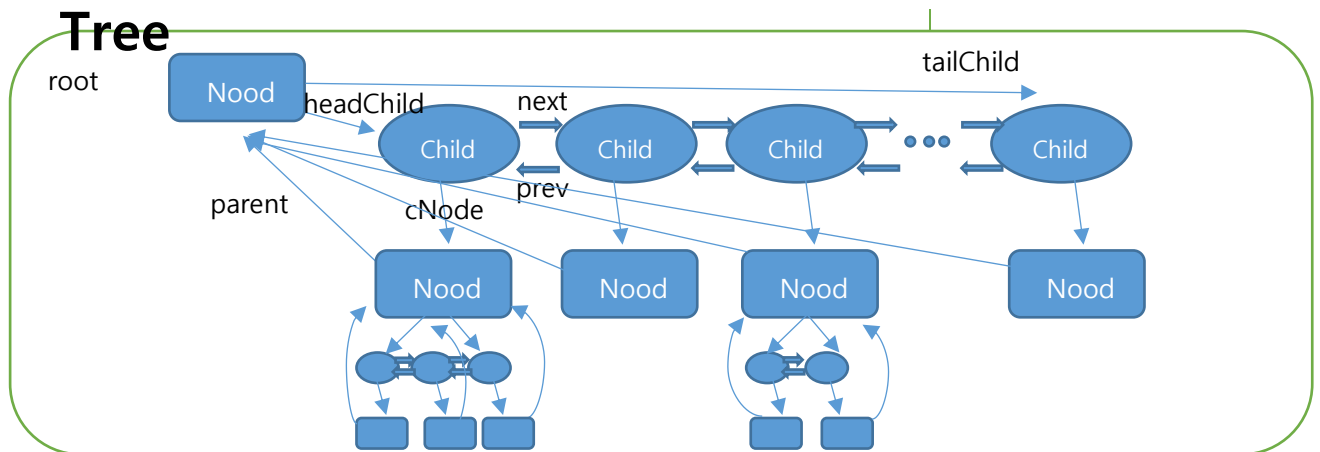 Tree
root
Nood
tailChild
headChild
next
Child
Child
Child
Child
prev
parent
cNode
Nood
Nood
Nood
Nood